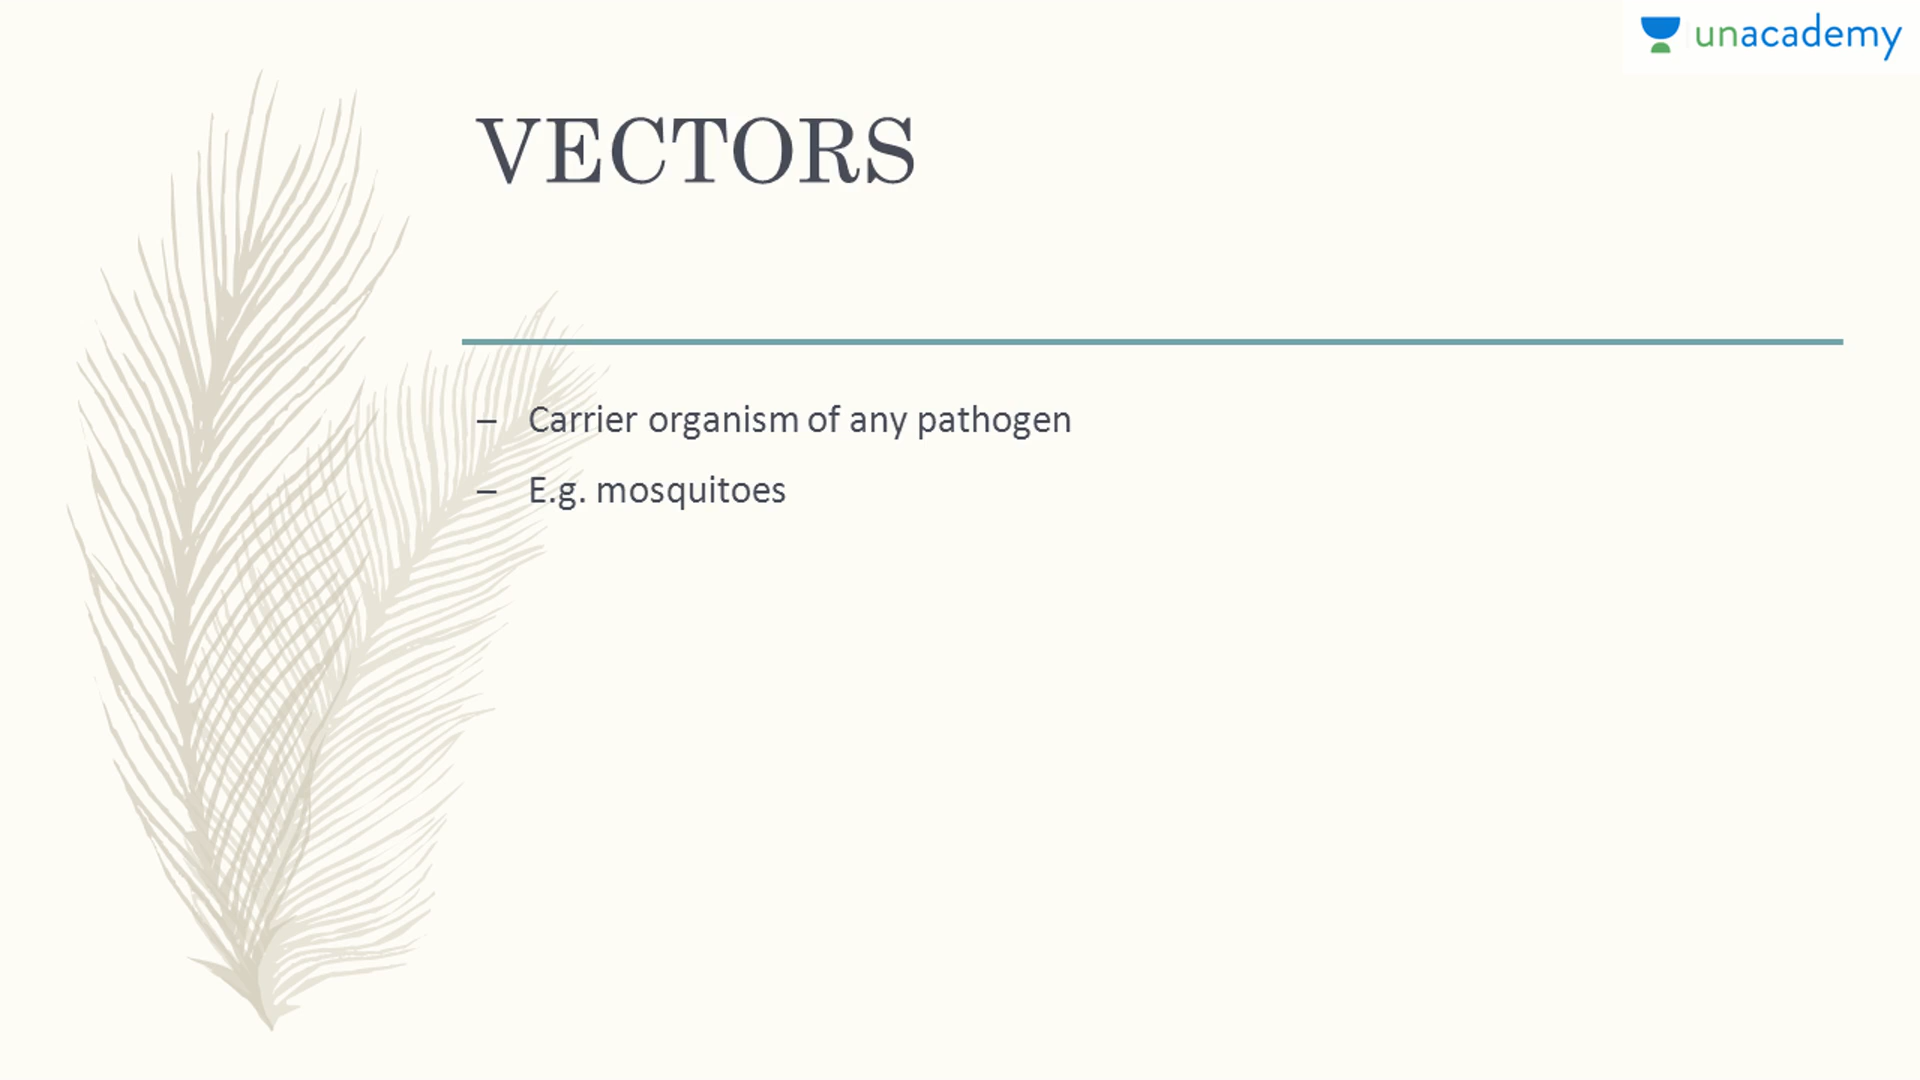 unacademy
VECTORS
– Carrier organism of any pathogen
– E.g. mosquitoes